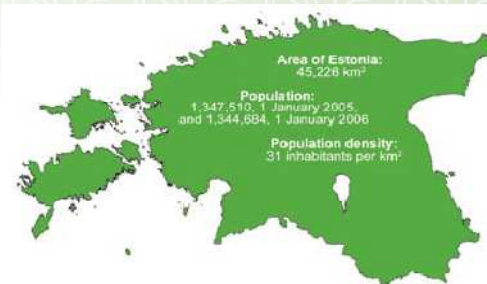 Area of Estonia:
45,226 km²
Population:
1,347,510, 1 January 2005,
and 1,344,684, 1 January 2006
Population density:
31 inhabitants per km²